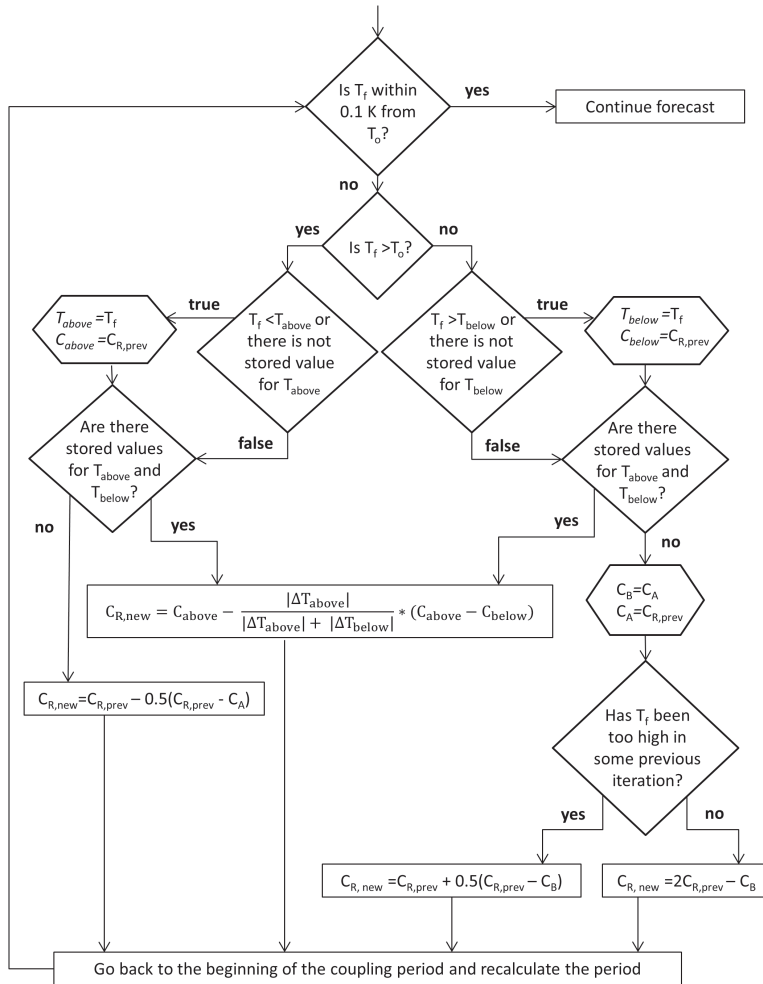 Is T_f within
0.1 K from
T_o?
yes
Continue forecast
no
Is T_f >T_o?
yes
no
T_f <T_above or
there is not
stored value
for T_above
true
T_above =T_f
C_above =C_R,prev
false
T_f >T_below or
there is not
stored value
for T_below
true
T_below =T_f
C_below =C_R,prev
false
Are there
stored values
for T_above and
T_below?
no
yes
Are there
stored values
for T_above and
T_below?
yes
no
C_R,new = C_above − |ΔT_above| / (|ΔT_above| + |ΔT_below|) * (C_above − C_below)
C_B=C_A
C_A=C_R,prev
C_R,new=C_R,prev – 0.5(C_R,prev - C_A)
Has T_f been
too high in
some previous
iteration?
yes
no
C_R, new =C_R,prev + 0.5(C_R,prev – C_B)
C_R, new =2C_R,prev – C_B
Go back to the beginning of the coupling period and recalculate the period